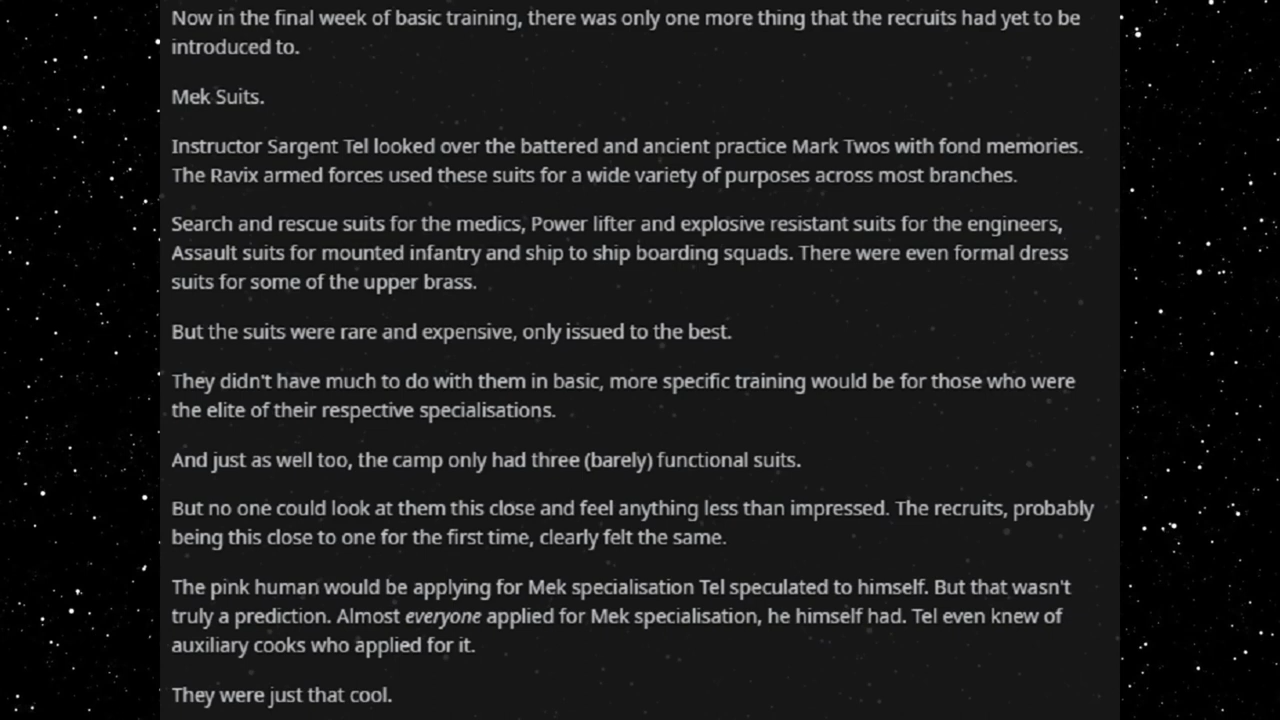 Now in the final week of basic training, there was only one more thing that the recruits had yet to be
introduced to.
Mek Suits.
Instructor Sargent Tel looked over the battered and ancient practice Mark Twos with fond memories.
The Ravix armed forces used these suits for a wide variety of purposes across most branches.
Search and rescue suits for the medics, Power lifter and explosive resistant suits for the engineers,
Assault suits for mounted infantry and ship to ship boarding squads. There were even formal dress
suits for some of the upper brass.
But the suits were rare and expensive, only issued to the best.
They didn't have much to do with them in basic, more specific training would be for those who were
the elite of their respective specialisations.
And just as well too, the camp only had three (barely) functional suits.
But no one could look at them this close and feel anything less than impressed. The recruits, probably
being this close to one for the first time, clearly felt the same.
The pink human would be applying for Mek specialisation Tel speculated to himself. But that wasn't
truly a prediction. Almost everyone applied for Mek specialisation, he himself had. Tel even knew of
auxiliary cooks who applied for it.
They were just that cool.